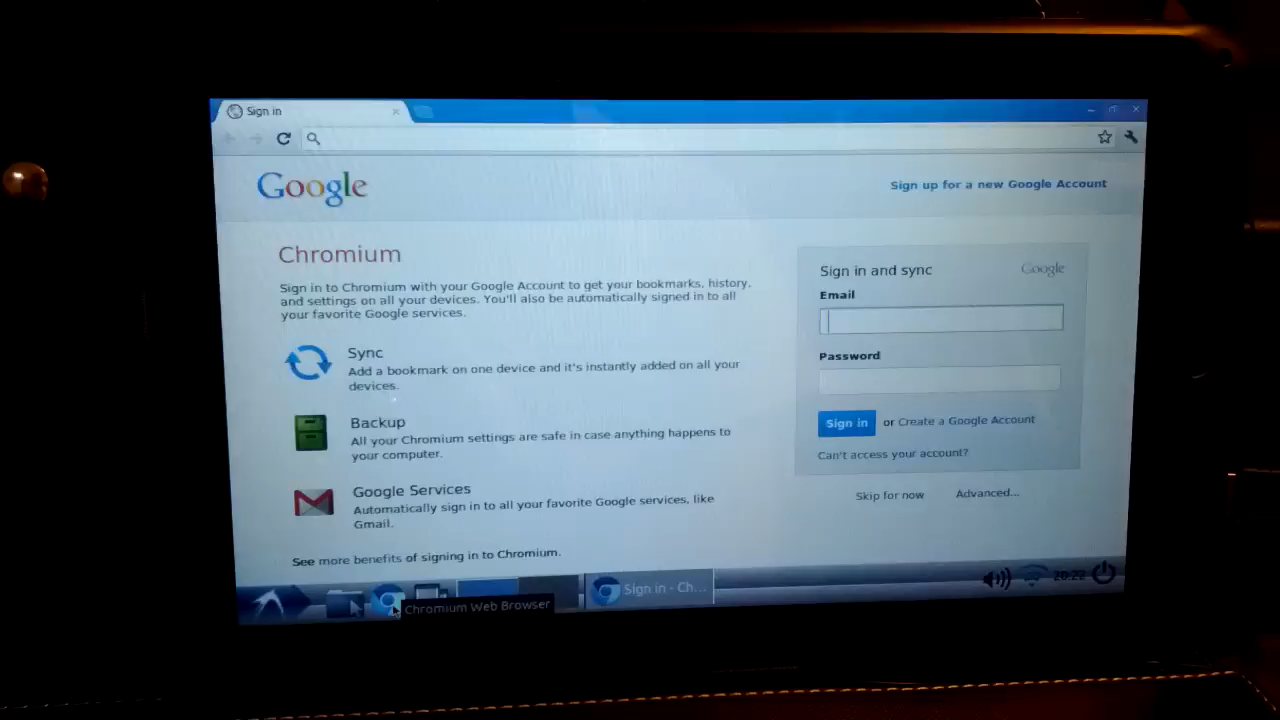 Sign in
Google
Sign up for a new Google Account
Chromium
Sign in to Chromium with your Google Account to get your bookmarks, history,
and settings on all your devices. You'll also be automatically signed in to all
your favorite Google services.
Sync
Add a bookmark on one device and it's instantly added on all your
devices.
Backup
All your Chromium settings are safe in case anything happens to
your computer.
Google Services
Automatically sign in to all your favorite Google services, like
Gmail.
See more benefits of signing in to Chromium.
Sign in and sync Google
Email
Password
Sign in or Create a Google Account
Can't access your account?
Skip for now Advanced...
Chromium Web Browser
Sign in - Ch...
20:22